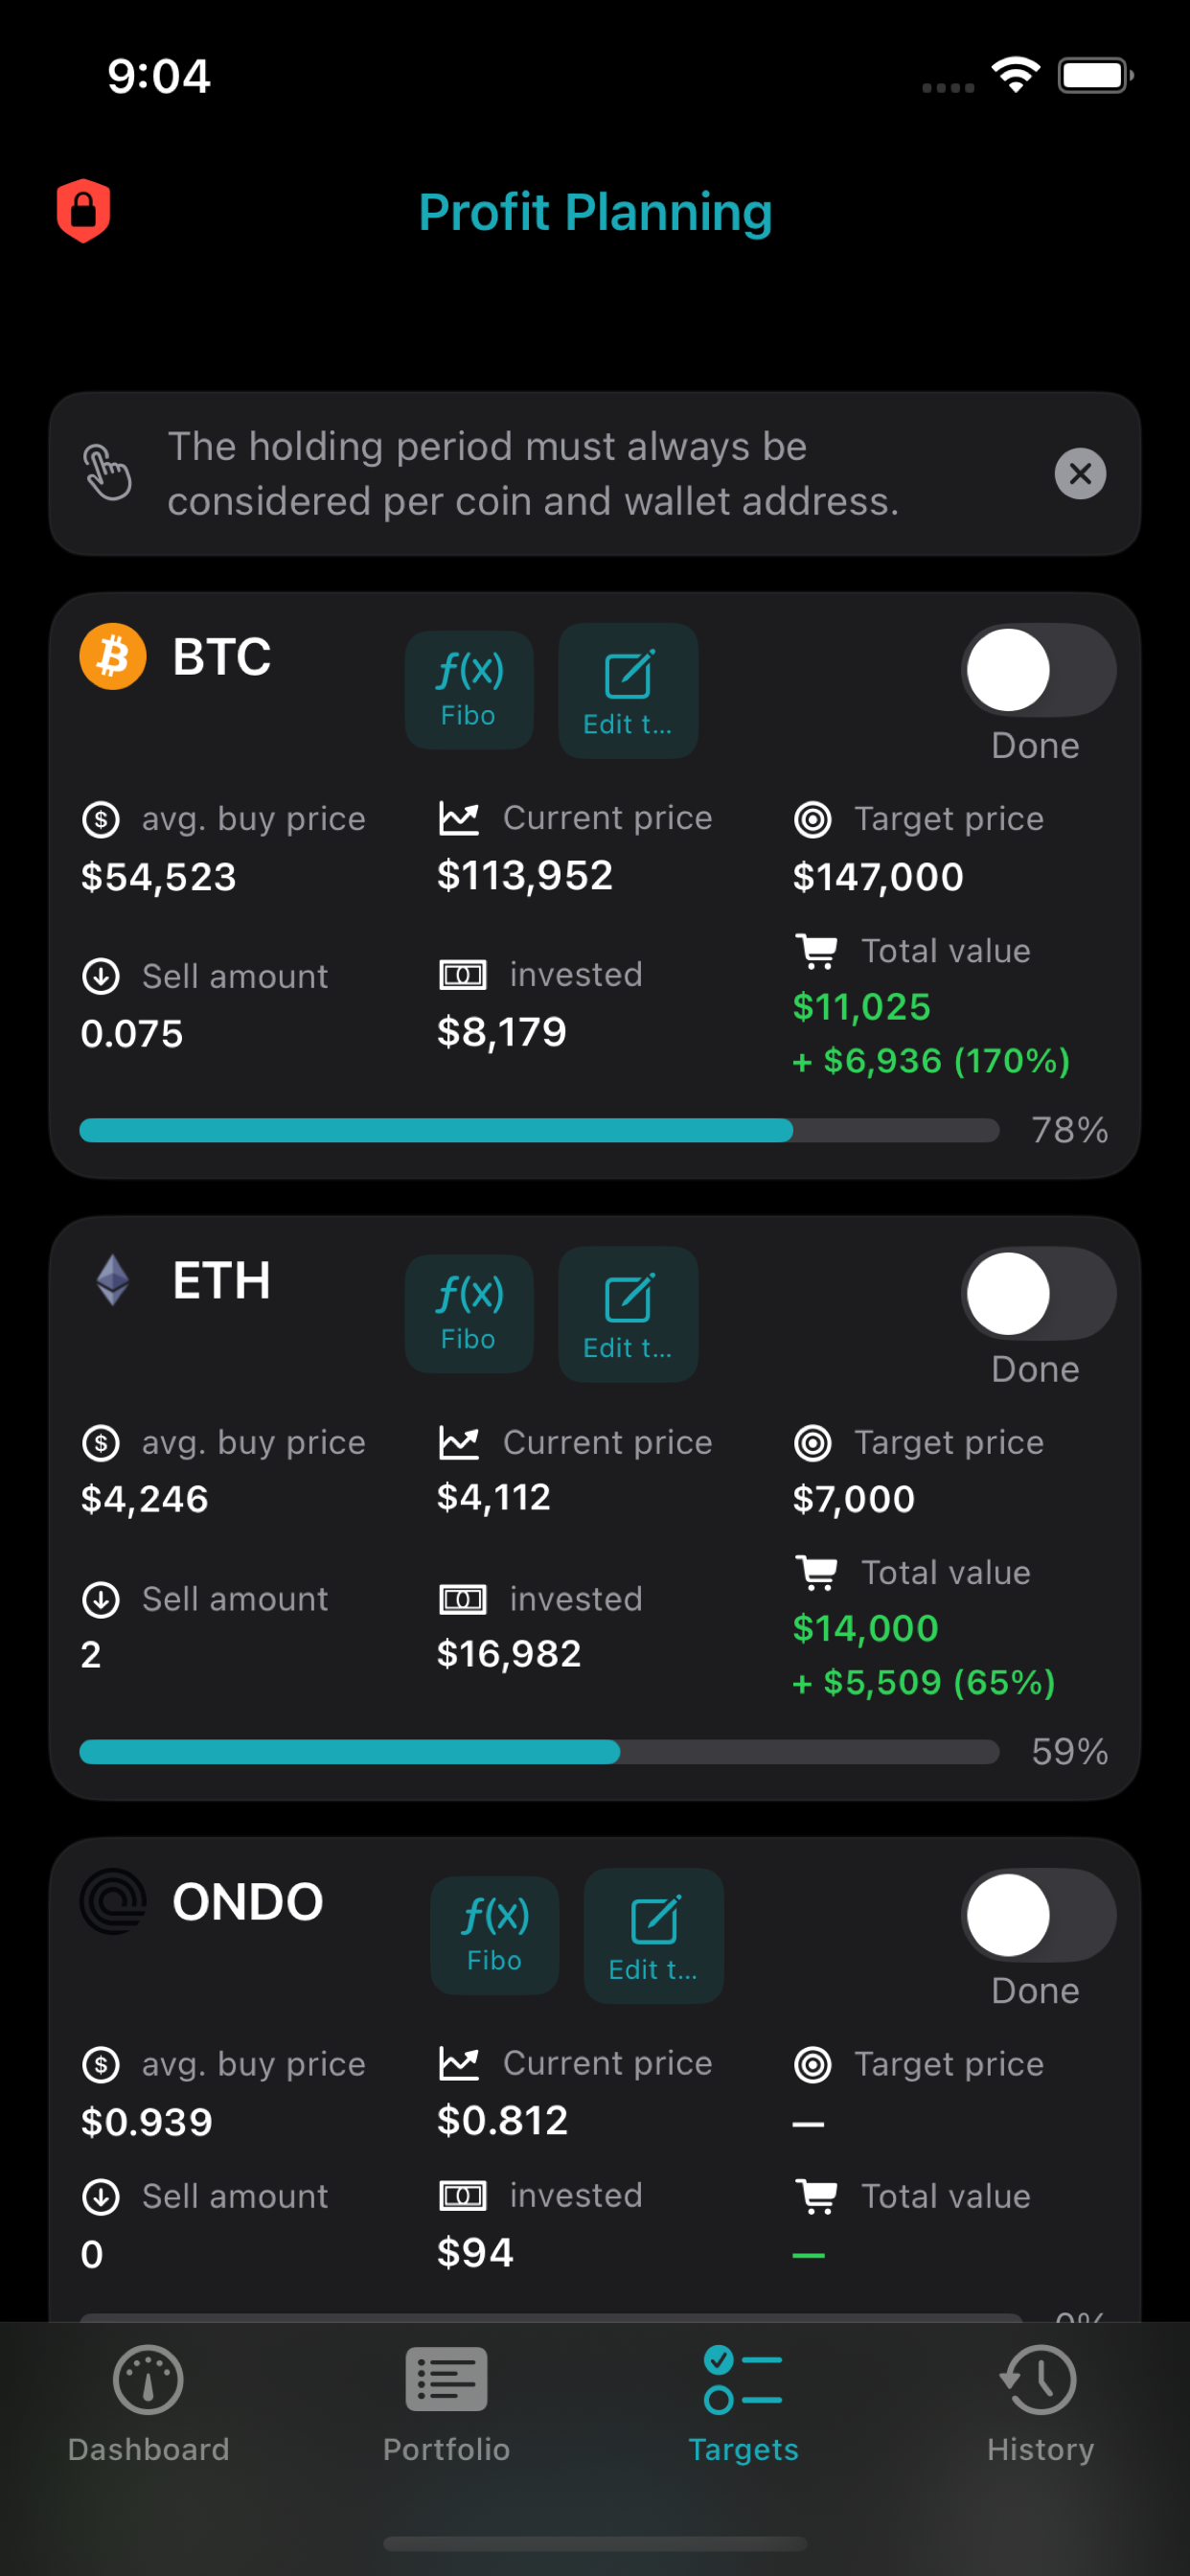 9:04
Profit Planning
The holding period must always be
considered per coin and wallet address.
BTC
f(x)
Fibo
Edit t...
Done
avg. buy price
Current price
Target price
$54,523
$113,952
$147,000
Sell amount
invested
Total value
0.075
$8,179
$11,025
+ $6,936 (170%)
78%
ETH
f(x)
Fibo
Edit t...
Done
avg. buy price
Current price
Target price
$4,246
$4,112
$7,000
Sell amount
invested
Total value
2
$16,982
$14,000
+ $5,509 (65%)
59%
ONDO
f(x)
Fibo
Edit t...
Done
avg. buy price
Current price
Target price
$0.939
$0.812
—
Sell amount
invested
Total value
0
$94
—
0%
Dashboard
Portfolio
Targets
History